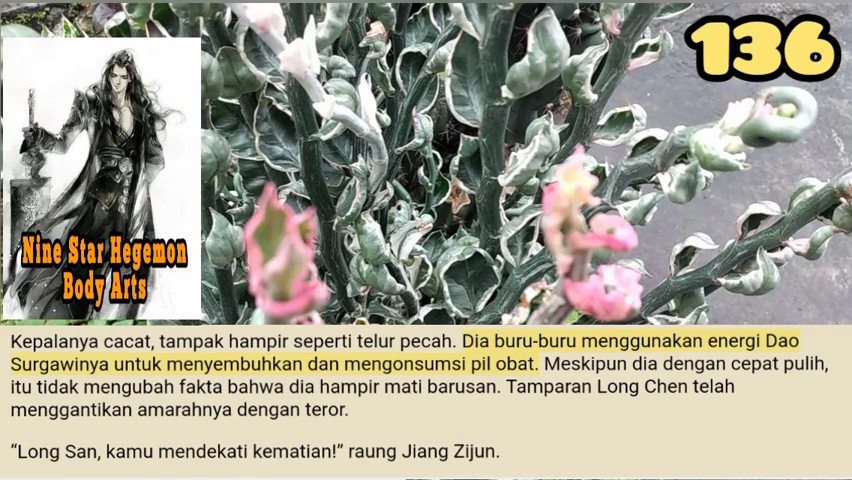 136
Nine Star Hegemon
Body Arts
Kepalanya cacat, tampak hampir seperti telur pecah. Dia buru-buru menggunakan energi Dao
Surgawinya untuk menyembuhkan dan mengonsumsi pil obat. Meskipun dia dengan cepat pulih,
itu tidak mengubah fakta bahwa dia hampir mati barusan. Tamparan Long Chen telah
menggantikan amarahnya dengan teror.
“Long San, kamu mendekati kematian!” raung Jiang Zijun.